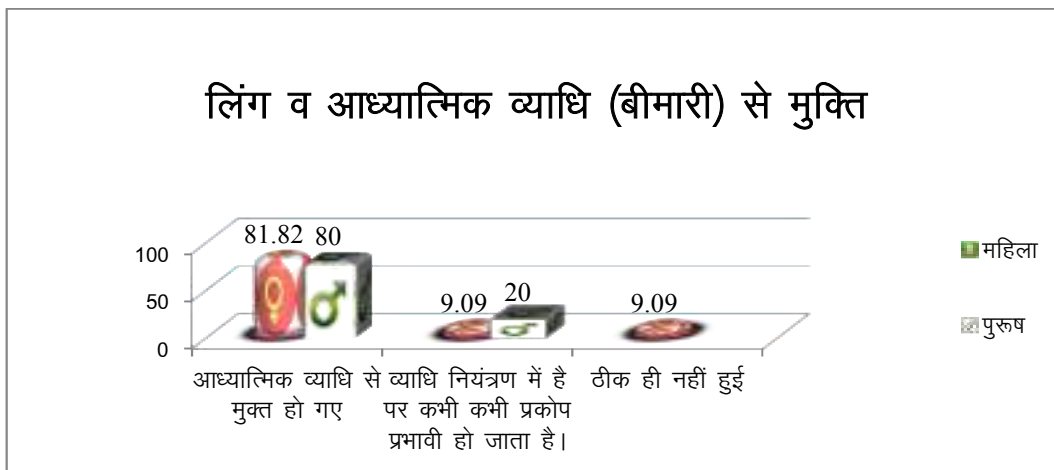 लिंग व आध्यात्मिक व्याधि (बीमारी) से मुक्ति
81.82 80
9.09 20
9.09
100
50
0
आध्यात्मिक व्याधि से
मुक्त हो गए
व्याधि नियंत्रण में है
पर कभी कभी प्रकोप
प्रभावी हो जाता है।
ठीक ही नहीं हुई
महिला
पुरूष